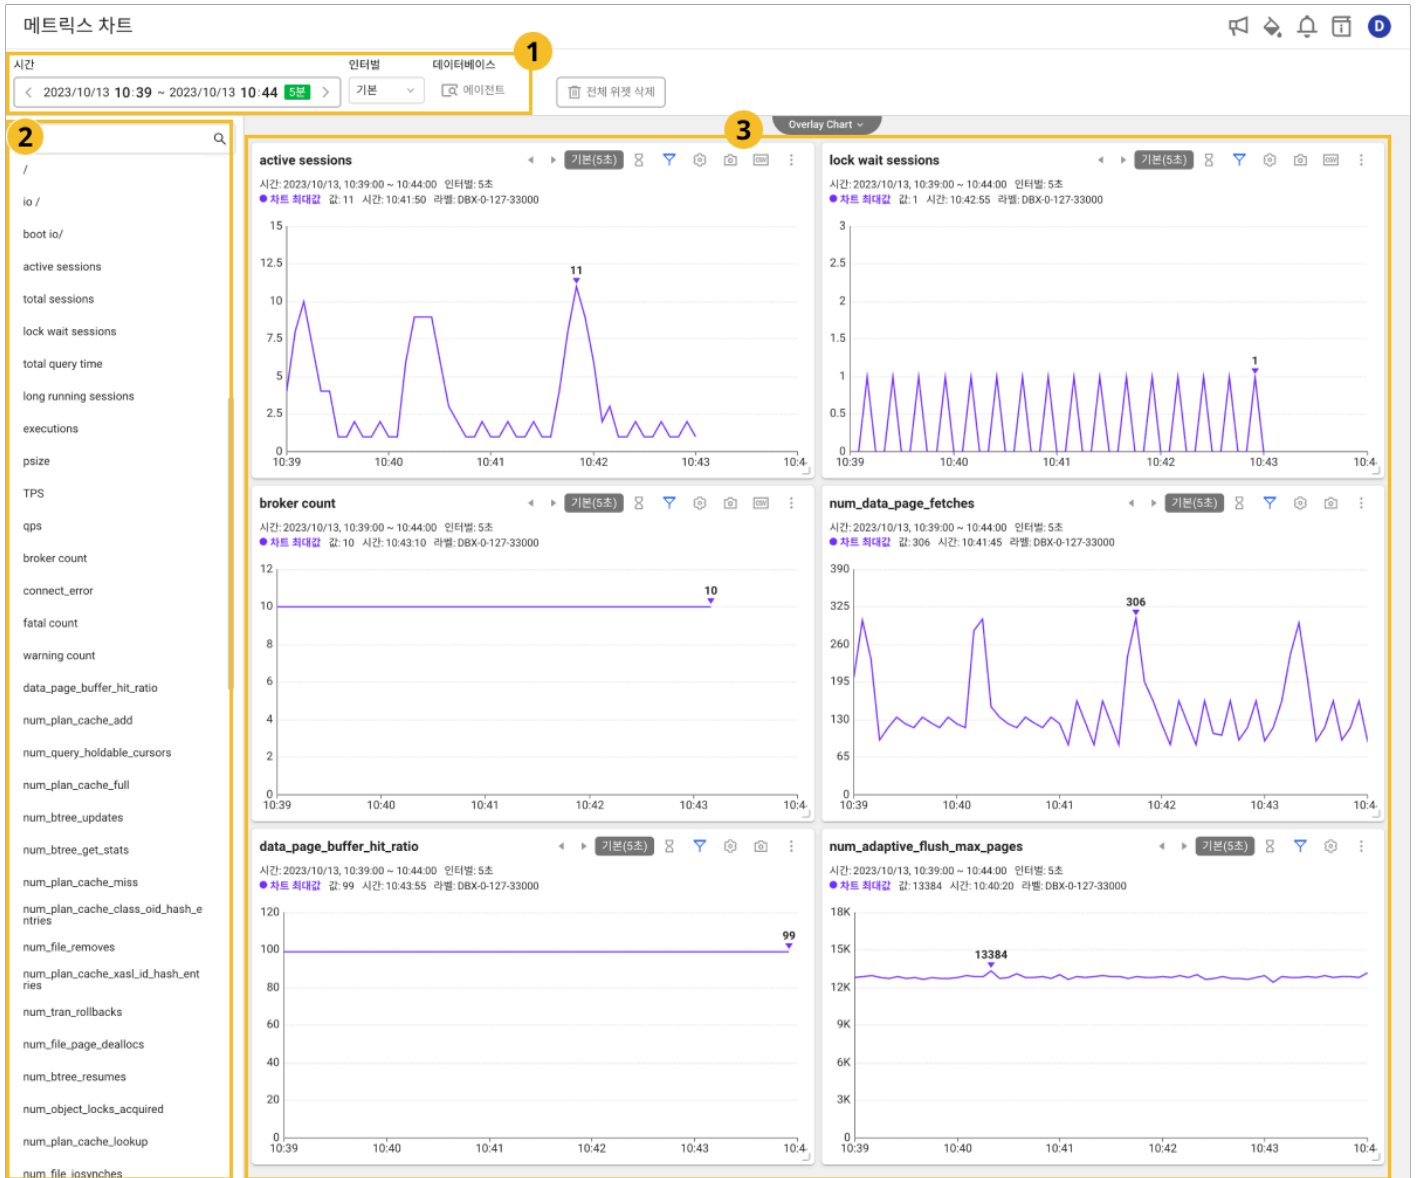 메트릭스 차트
D
시간
인터벌
데이터베이스
1
2023/10/13 10:39 ~ 2023/10/13 10:44 5분
기본
에이전트
전체 위젯 삭제
2
/
io /
boot io/
active sessions
total sessions
lock wait sessions
total query time
long running sessions
executions
psize
TPS
qps
broker count
connect_error
fatal count
warning count
data_page_buffer_hit_ratio
num_plan_cache_add
num_query_holdable_cursors
num_plan_cache_full
num_btree_updates
num_btree_get_stats
num_plan_cache_miss
num_plan_cache_class_oid_hash_e
ntries
num_file_removes
num_plan_cache_xasl_id_hash_ent
ries
num_tran_rollbacks
num_file_page_deallocs
num_btree_resumes
num_object_locks_acquired
num_plan_cache_lookup
num_file_iosynches
3
Overlay Chart
active sessions
기본(5초)
CSV
시간: 2023/10/13, 10:39:00 ~ 10:44:00 인터벌: 5초
차트 최대값 값: 11 시간: 10:41:50 라벨: DBX-0-127-33000
15
12.5
10
7.5
5
2.5
0
11
10:39 10:40 10:41 10:42 10:43 10:4
lock wait sessions
기본(5초)
CSV
시간: 2023/10/13, 10:39:00 ~ 10:44:00 인터벌: 5초
차트 최대값 값: 1 시간: 10:42:55 라벨: DBX-0-127-33000
3
2.5
2
1.5
1
0.5
0
1
10:39 10:40 10:41 10:42 10:43 10:4
broker count
기본(5초)
CSV
시간: 2023/10/13, 10:39:00 ~ 10:44:00 인터벌: 5초
차트 최대값 값: 10 시간: 10:43:10 라벨: DBX-0-127-33000
12
10
8
6
4
2
0
10
10:39 10:40 10:41 10:42 10:43 10:4
num_data_page_fetches
기본(5초)
시간: 2023/10/13, 10:39:00 ~ 10:44:00 인터벌: 5초
차트 최대값 값: 306 시간: 10:41:45 라벨: DBX-0-127-33000
390
325
260
195
130
65
0
306
10:39 10:40 10:41 10:42 10:43 10:4
data_page_buffer_hit_ratio
기본(5초)
시간: 2023/10/13, 10:39:00 ~ 10:44:00 인터벌: 5초
차트 최대값 값: 99 시간: 10:43:55 라벨: DBX-0-127-33000
120
100
80
60
40
20
0
99
10:39 10:40 10:41 10:42 10:43 10:4
num_adaptive_flush_max_pages
기본(5초)
시간: 2023/10/13, 10:39:00 ~ 10:44:00 인터벌: 5초
차트 최대값 값: 13384 시간: 10:40:20 라벨: DBX-0-127-33000
18K
15K
12K
9K
6K
3K
0
13384
10:39 10:40 10:41 10:42 10:43 10:4